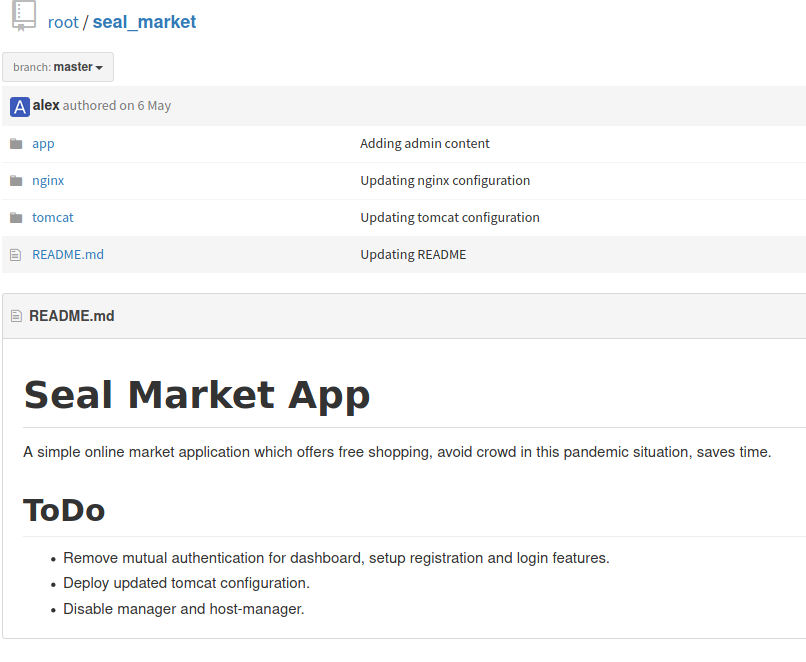 root / seal_market
branch: master
A alex authored on 6 May
app Adding admin content
nginx Updating nginx configuration
tomcat Updating tomcat configuration
README.md Updating README
README.md
Seal Market App
A simple online market application which offers free shopping, avoid crowd in this pandemic situation, saves time.
ToDo
• Remove mutual authentication for dashboard, setup registration and login features.
• Deploy updated tomcat configuration.
• Disable manager and host-manager.